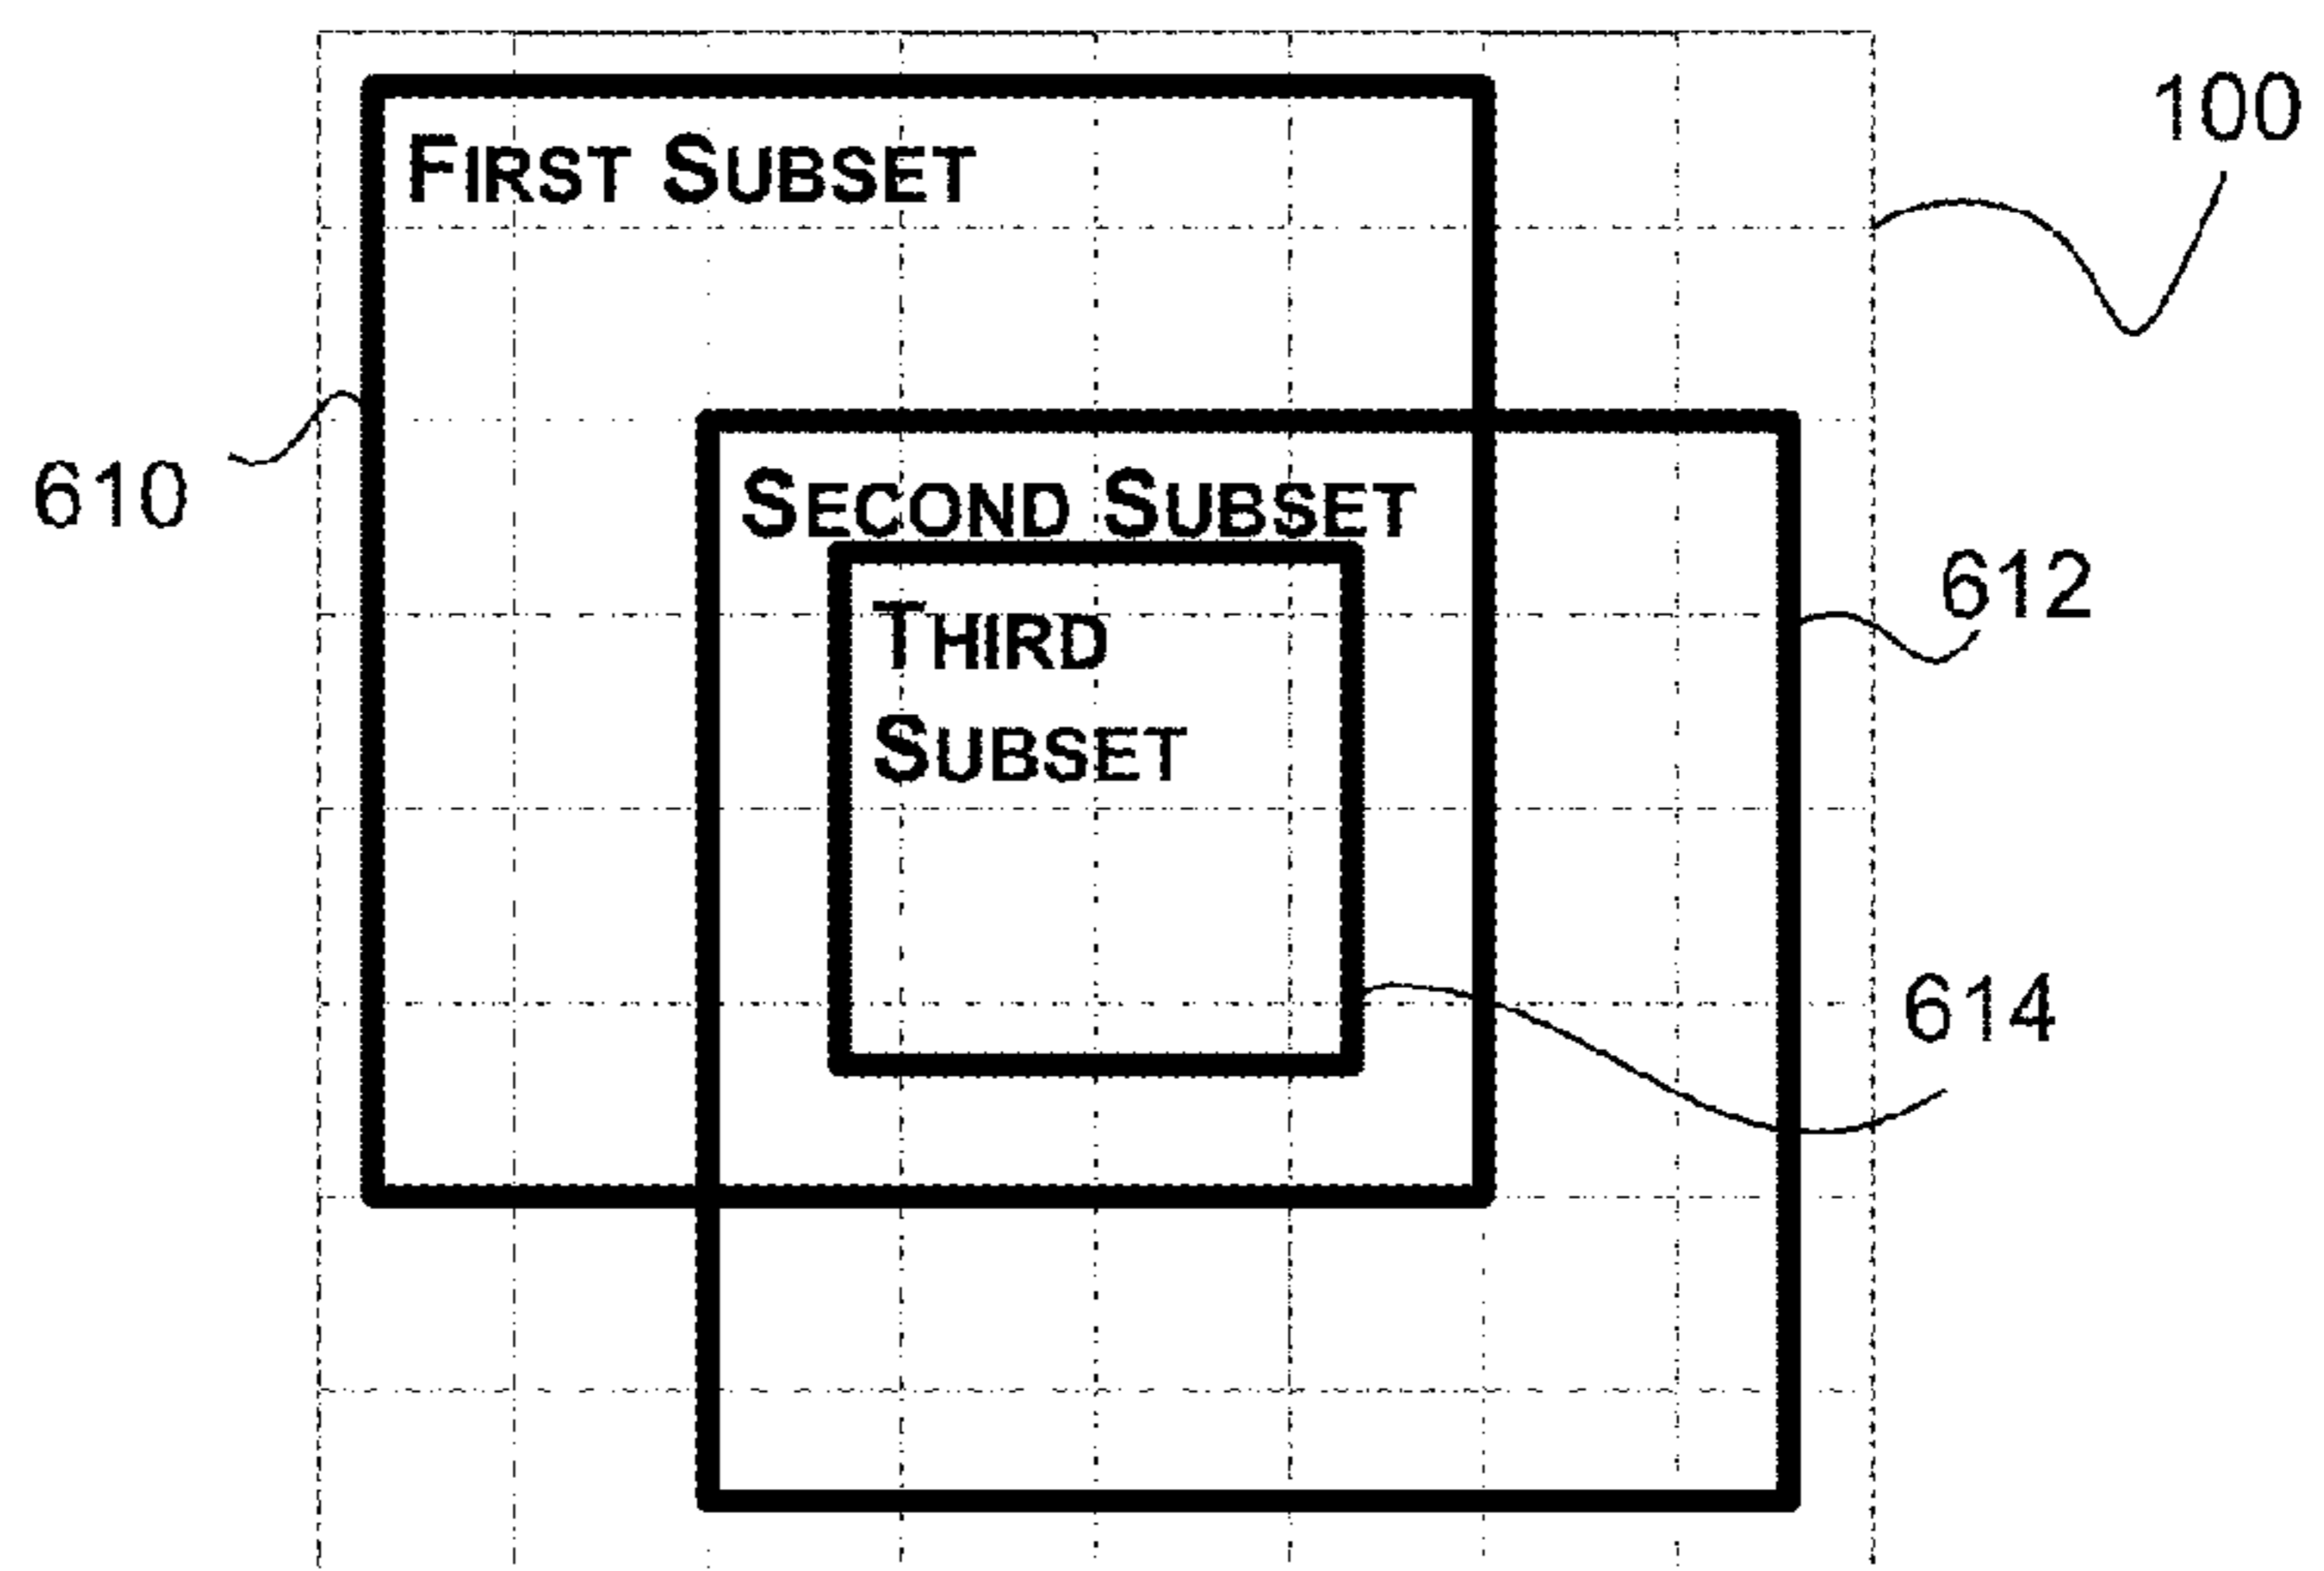 100
FIRST SUBSET
610
SECOND SUBSET
612
THIRD
SUBSET
614